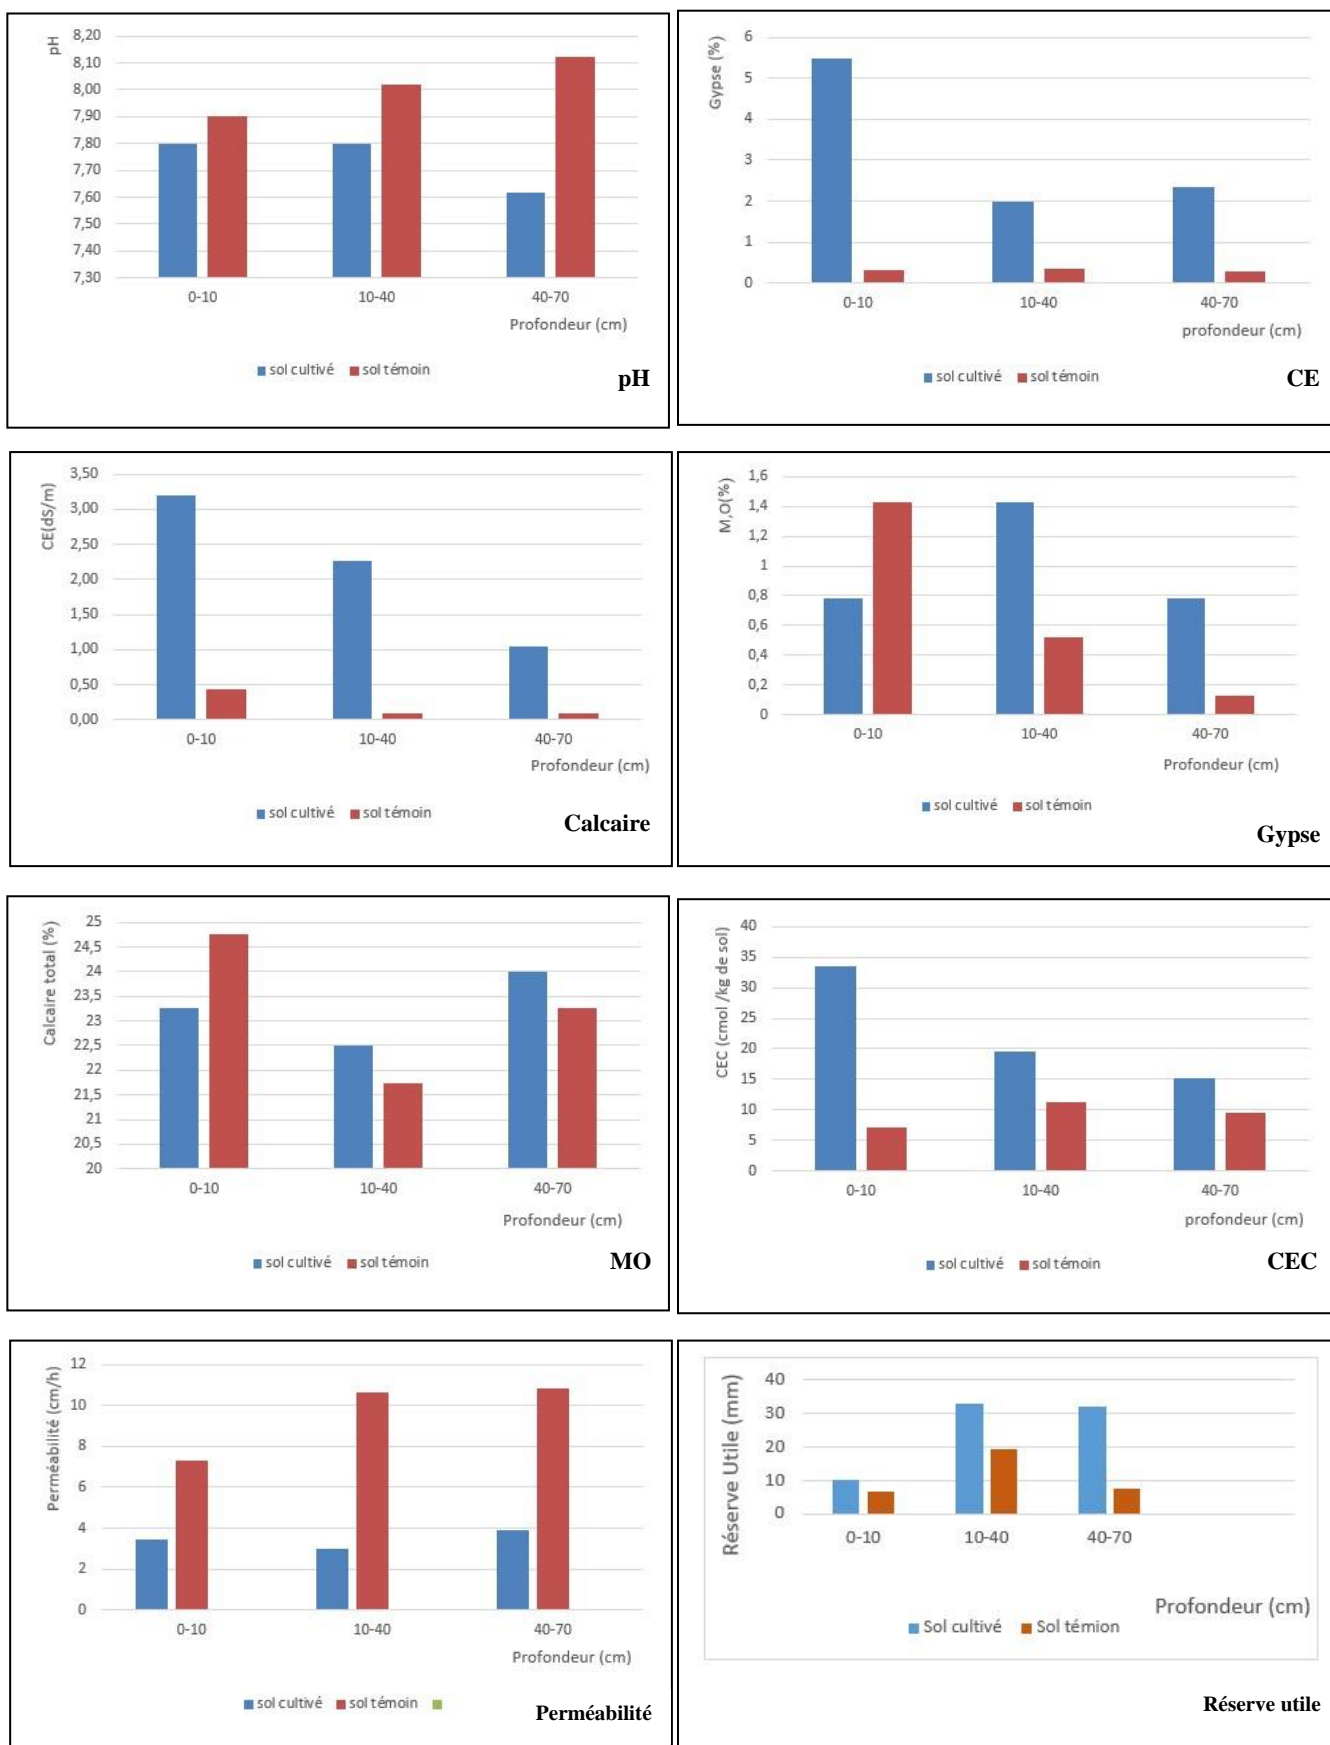 pH
8,20
8,10
8,00
7,90
7,80
7,70
7,60
7,50
7,40
7,30
0-10 10-40 40-70
Profondeur (cm)
sol cultivé sol témoin
pH
Gypse (%)
6
5
4
3
2
1
0
0-10 10-40 40-70
profondeur (cm)
sol cultivé sol témoin
CE
CE(dS/m)
3,50
3,00
2,50
2,00
1,50
1,00
0,50
0,00
0-10 10-40 40-70
Profondeur (cm)
sol cultivé sol témoin
Calcaire
M,O(%)
1,6
1,4
1,2
1
0,8
0,6
0,4
0,2
0
0-10 10-40 40-70
Profondeur (cm)
sol cultivé sol témoin
Gypse
Calcaire total (%)
25
24,5
24
23,5
23
22,5
22
21,5
21
20,5
20
0-10 10-40 40-70
Profondeur (cm)
sol cultivé sol témoin
MO
CEC (cmol /kg de sol)
40
35
30
25
20
15
10
5
0
0-10 10-40 40-70
profondeur (cm)
sol cultivé sol témoin
CEC
Perméabilité (cm/h)
12
10
8
6
4
2
0
0-10 10-40 40-70
Profondeur (cm)
sol cultivé sol témoin
Perméabilité
Réserve Utile (mm)
40
30
20
10
0
0-10 10-40 40-70
Profondeur (cm)
Sol cultivé Sol témion
Réserve utile